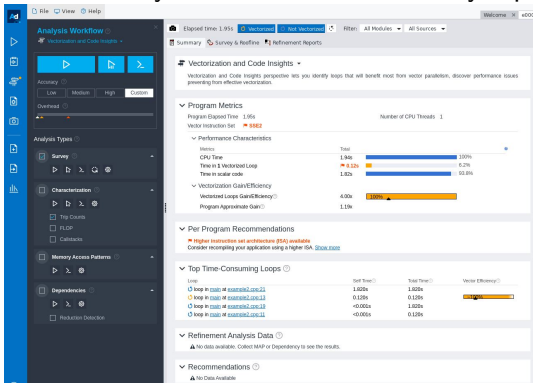 File View Help
Welcome
e000
Analysis Workflow
Vectorization and Code Insights
Accuracy
Low Medium High Custom
Overhead
Analysis Types
Survey
Characterization
Trip Counts
FLOP
Callstacks
Memory Access Patterns
Dependencies
Reduction Detection
Elapsed time: 1.95s Vectorized Not Vectorized Filter: All Modules All Sources
Summary Survey & Roofline Refinement Reports
Vectorization and Code Insights
Vectorization and Code Insights perspective lets you identify loops that will benefit most from vector parallelism, discover performance issues
preventing from effective vectorization.
Program Metrics
Program Elapsed Time 1.95s Number of CPU Threads 1
Vector Instruction Set SSE2
Performance Characteristics
Metrics Total
CPU Time 1.94s 100%
Time in 1 Vectorized Loop 0.12s 6.2%
Time in scalar code 1.82s 93.8%
Vectorization Gain/Efficiency
Vectorized Loops Gain/Efficiency 4.00x 100%
Program Approximate Gain 1.19x
Per Program Recommendations
Higher instruction set architecture (ISA) available
Consider recompiling your application using a higher ISA. Show more
Top Time-Consuming Loops
Loop Self Time Total Time Vector Efficiency
loop in main at example2.cpp:21 1.820s 1.820s
loop in main at example2.cpp:13 0.120s 0.120s ~100%
loop in main at example2.cpp:19 <0.001s 1.820s
loop in main at example2.cpp:11 <0.001s 0.120s
Refinement Analysis Data
No data available. Collect MAP or Dependency to see the results.
Recommendations
No Data Available